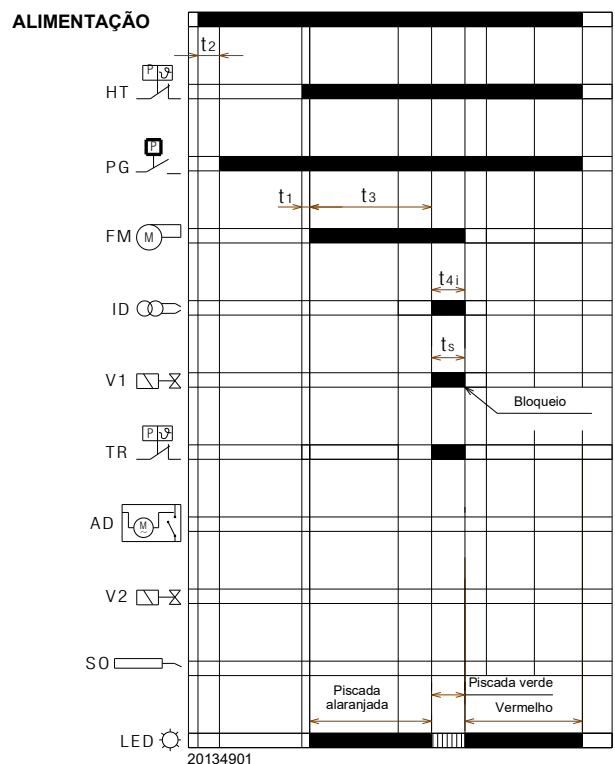 ALIMENTAÇÃO
t2
P ϑ
HT
P
PG
t1
t3
FM
M
t4i
ID
ts
V1
Bloqueio
P ϑ
TR
AD
M
~
V2
SO
Piscada
alaranjada
Piscada verde
Vermelho
LED
20134901